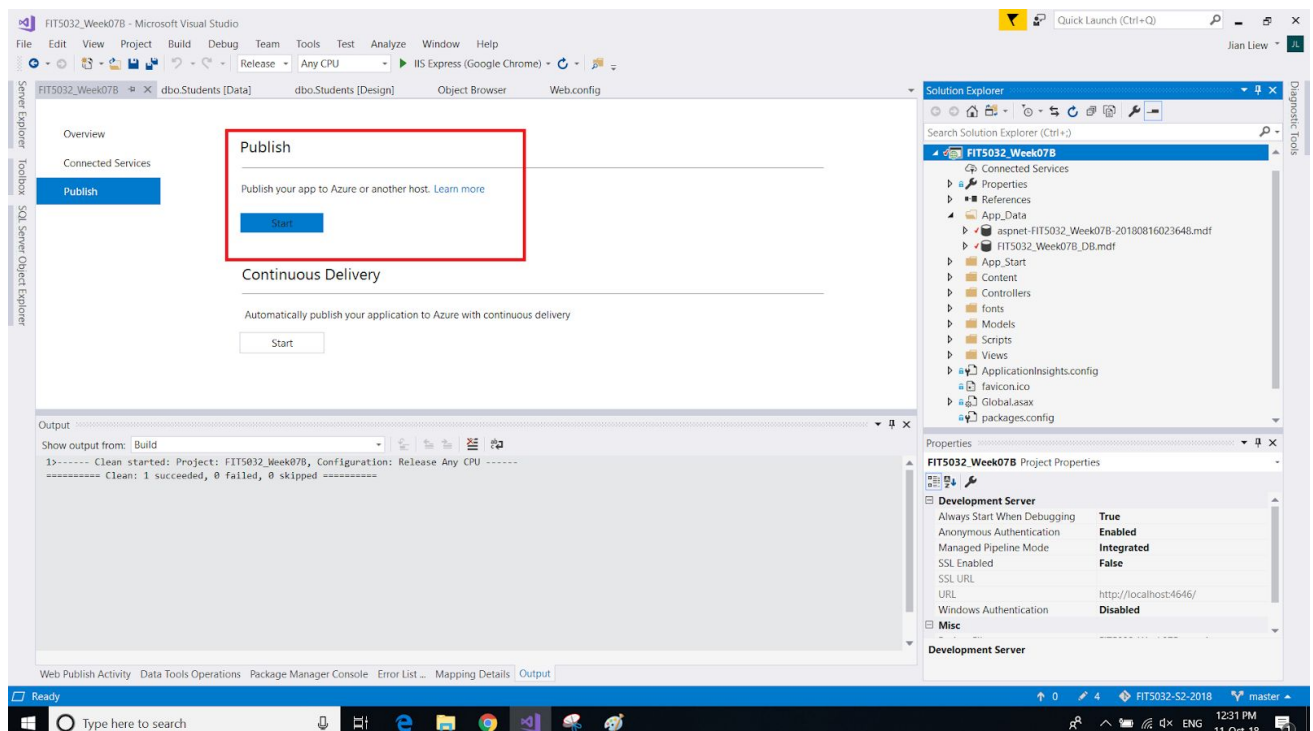 FIT5032_Week07B - Microsoft Visual Studio
Quick Launch (Ctrl+Q)
File Edit View Project Build Debug Team Tools Test Analyze Window Help
Jian Liew
JL
Release Any CPU IIS Express (Google Chrome)
Server Explorer
Toolbox
SQL Server Object Explorer
FIT5032_Week07B dbo.Students [Data] dbo.Students [Design] Object Browser Web.config
Overview
Connected Services
Publish
Publish
Publish your app to Azure or another host. Learn more
Start
Continuous Delivery
Automatically publish your application to Azure with continuous delivery
Start
Output
Show output from: Build
1>------ Clean started: Project: FIT5032_Week07B, Configuration: Release Any CPU ------
========== Clean: 1 succeeded, 0 failed, 0 skipped ==========
Web Publish Activity Data Tools Operations Package Manager Console Error List ... Mapping Details Output
Solution Explorer
Search Solution Explorer (Ctrl+;)
FIT5032_Week07B
Connected Services
Properties
References
App_Data
aspnet-FIT5032_Week07B-20180816023648.mdf
FIT5032_Week07B_DB.mdf
App_Start
Content
Controllers
fonts
Models
Scripts
Views
ApplicationInsights.config
favicon.ico
Global.asax
packages.config
Properties
FIT5032_Week07B Project Properties
Development Server
Always Start When Debugging True
Anonymous Authentication Enabled
Managed Pipeline Mode Integrated
SSL Enabled False
SSL URL
URL http://localhost:4646/
Windows Authentication Disabled
Misc
Development Server
Diagnostic Tools
Ready
0 4 FIT5032-S2-2018 master
Type here to search
ENG
12:31 PM
11-Oct-18